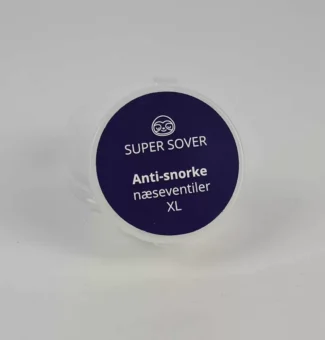 SUPER SOVER
Anti-snorke
næseventiler
XL